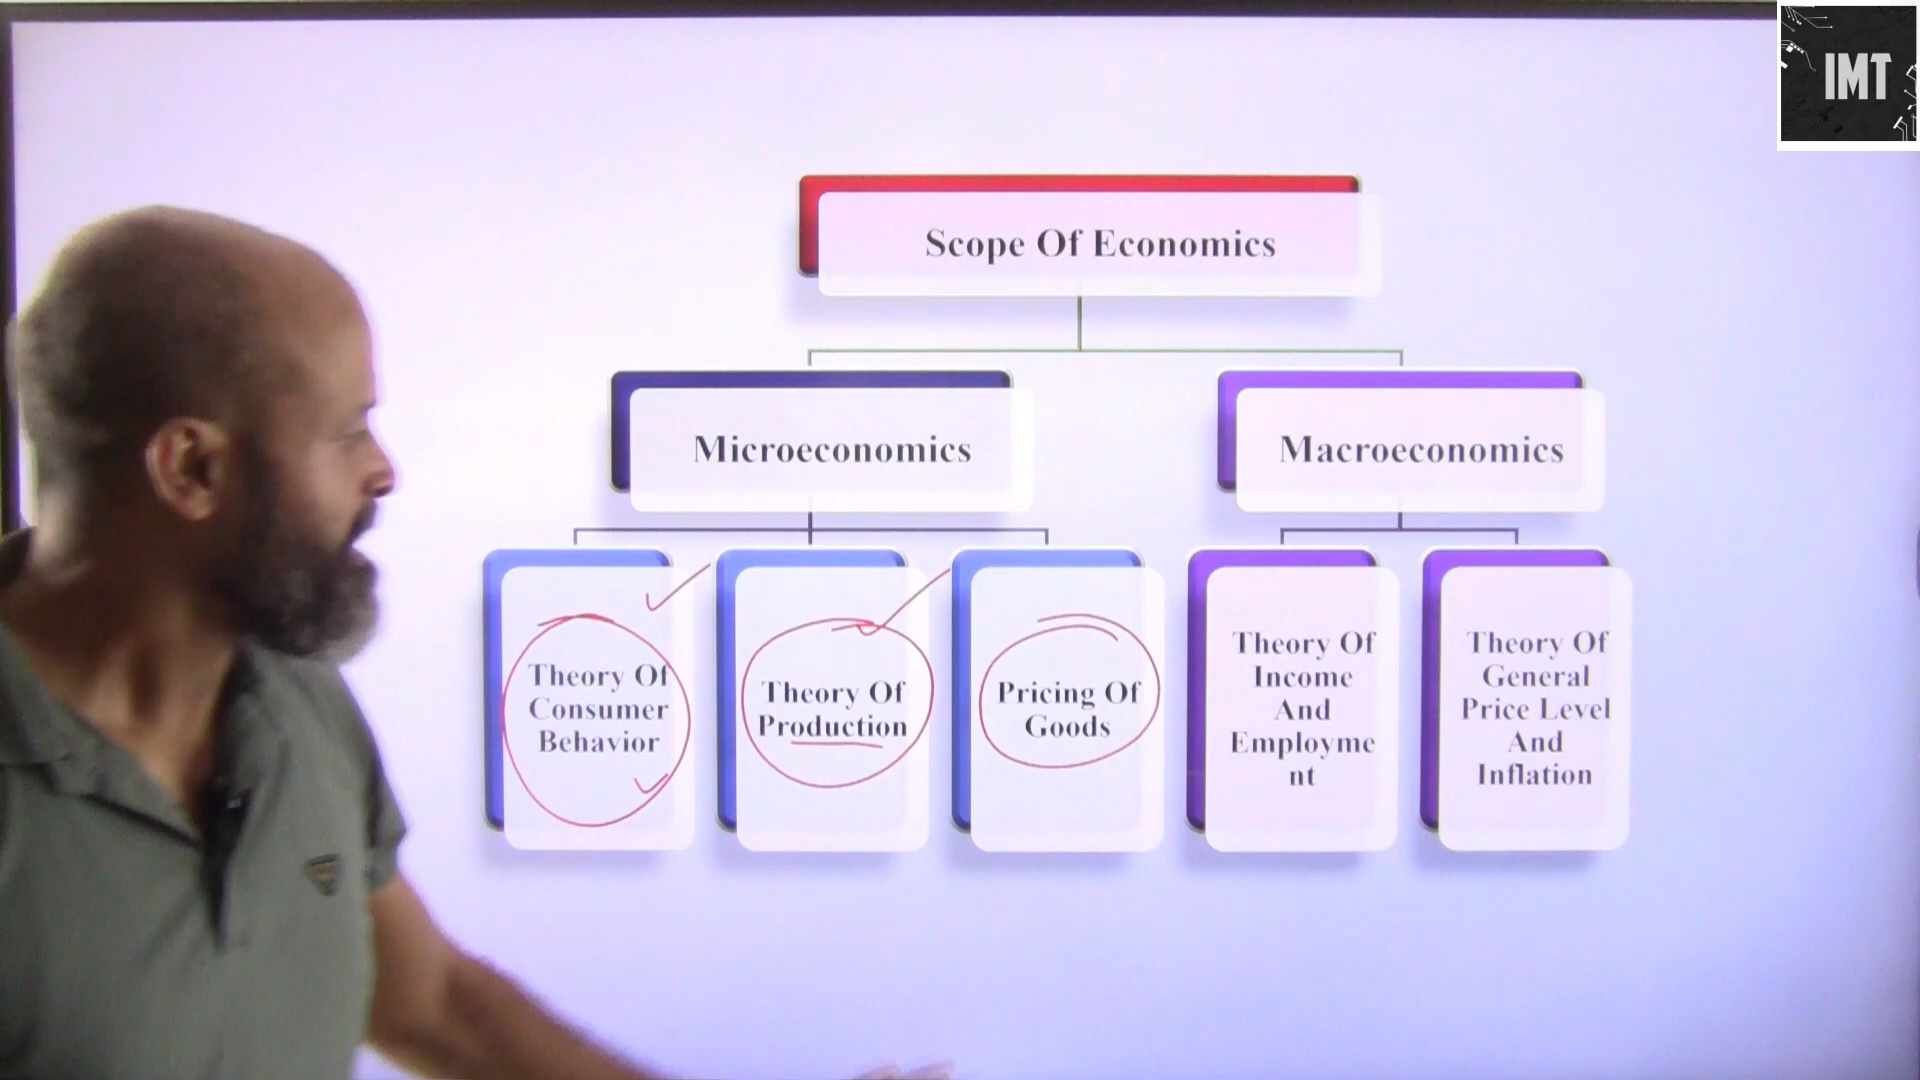 IMT
Scope Of Economics
Microeconomics
Macroeconomics
Theory Of
Consumer
Behavior
Theory Of
Production
Pricing Of
Goods
Theory Of
Income
And
Employme
nt
Theory Of
General
Price Level
And
Inflation